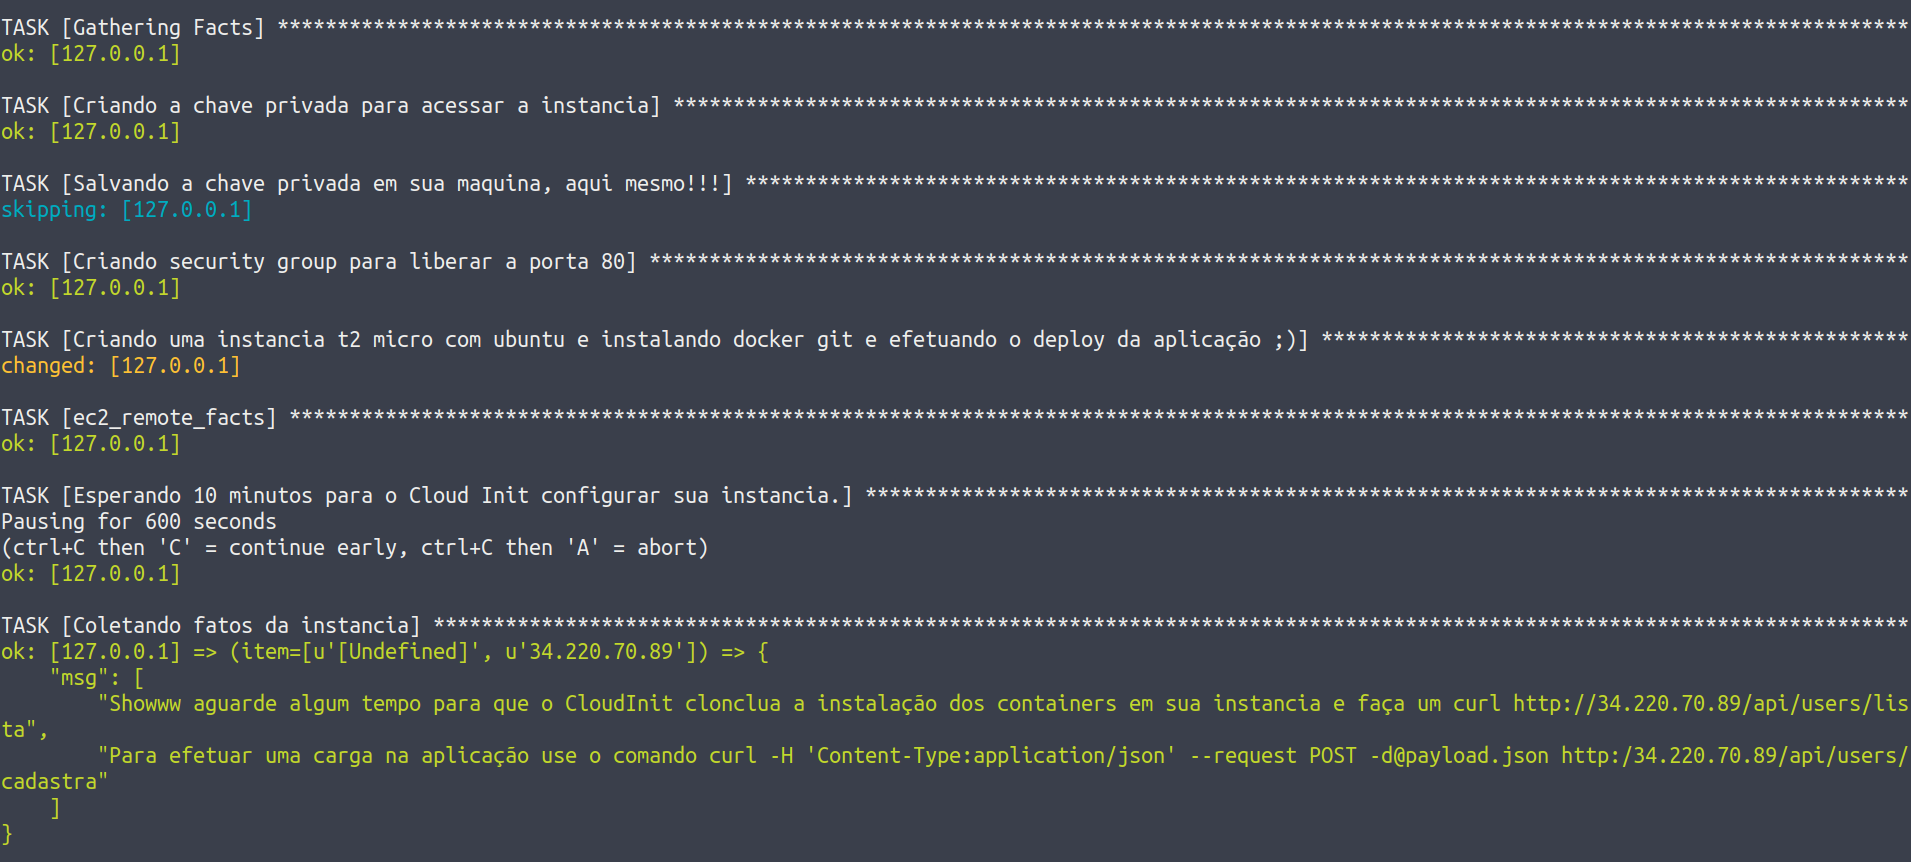 TASK [Gathering Facts] ****************************************************************************************************************************************
ok: [127.0.0.1]
TASK [Criando a chave privada para acessar a instancia] *******************************************************************************************************
ok: [127.0.0.1]
TASK [Salvando a chave privada em sua maquina, aqui mesmo!!!] *************************************************************************************************
skipping: [127.0.0.1]
TASK [Criando security group para liberar a porta 80] *********************************************************************************************************
ok: [127.0.0.1]
TASK [Criando uma instancia t2 micro com ubuntu e instalando docker git e efetuando o deploy da aplicação ;)] *************************************************
changed: [127.0.0.1]
TASK [ec2_remote_facts] ***************************************************************************************************************************************
ok: [127.0.0.1]
TASK [Esperando 10 minutos para o Cloud Init configurar sua instancia.] ***************************************************************************************
Pausing for 600 seconds
(ctrl+C then 'C' = continue early, ctrl+C then 'A' = abort)
ok: [127.0.0.1]
TASK [Coletando fatos da instancia] ***************************************************************************************************************************
ok: [127.0.0.1] => (item=[u'[Undefined]', u'34.220.70.89']) => {
    "msg": [
        "Showww aguarde algum tempo para que o CloudInit clonclua a instalação dos containers em sua instancia e faça um curl http://34.220.70.89/api/users/lis
ta",
        "Para efetuar uma carga na aplicação use o comando curl -H 'Content-Type:application/json' --request POST -d@payload.json http:/34.220.70.89/api/users/
cadastra"
    ]
}